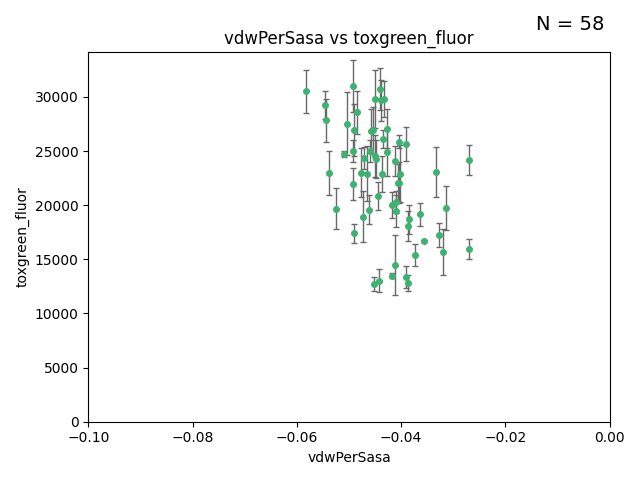 N = 58
vdwPerSasa vs toxgreen_fluor
toxgreen_fluor
30000
25000
20000
15000
10000
5000
0
−0.10 −0.08 −0.06 −0.04 −0.02 0.00
vdwPerSasa